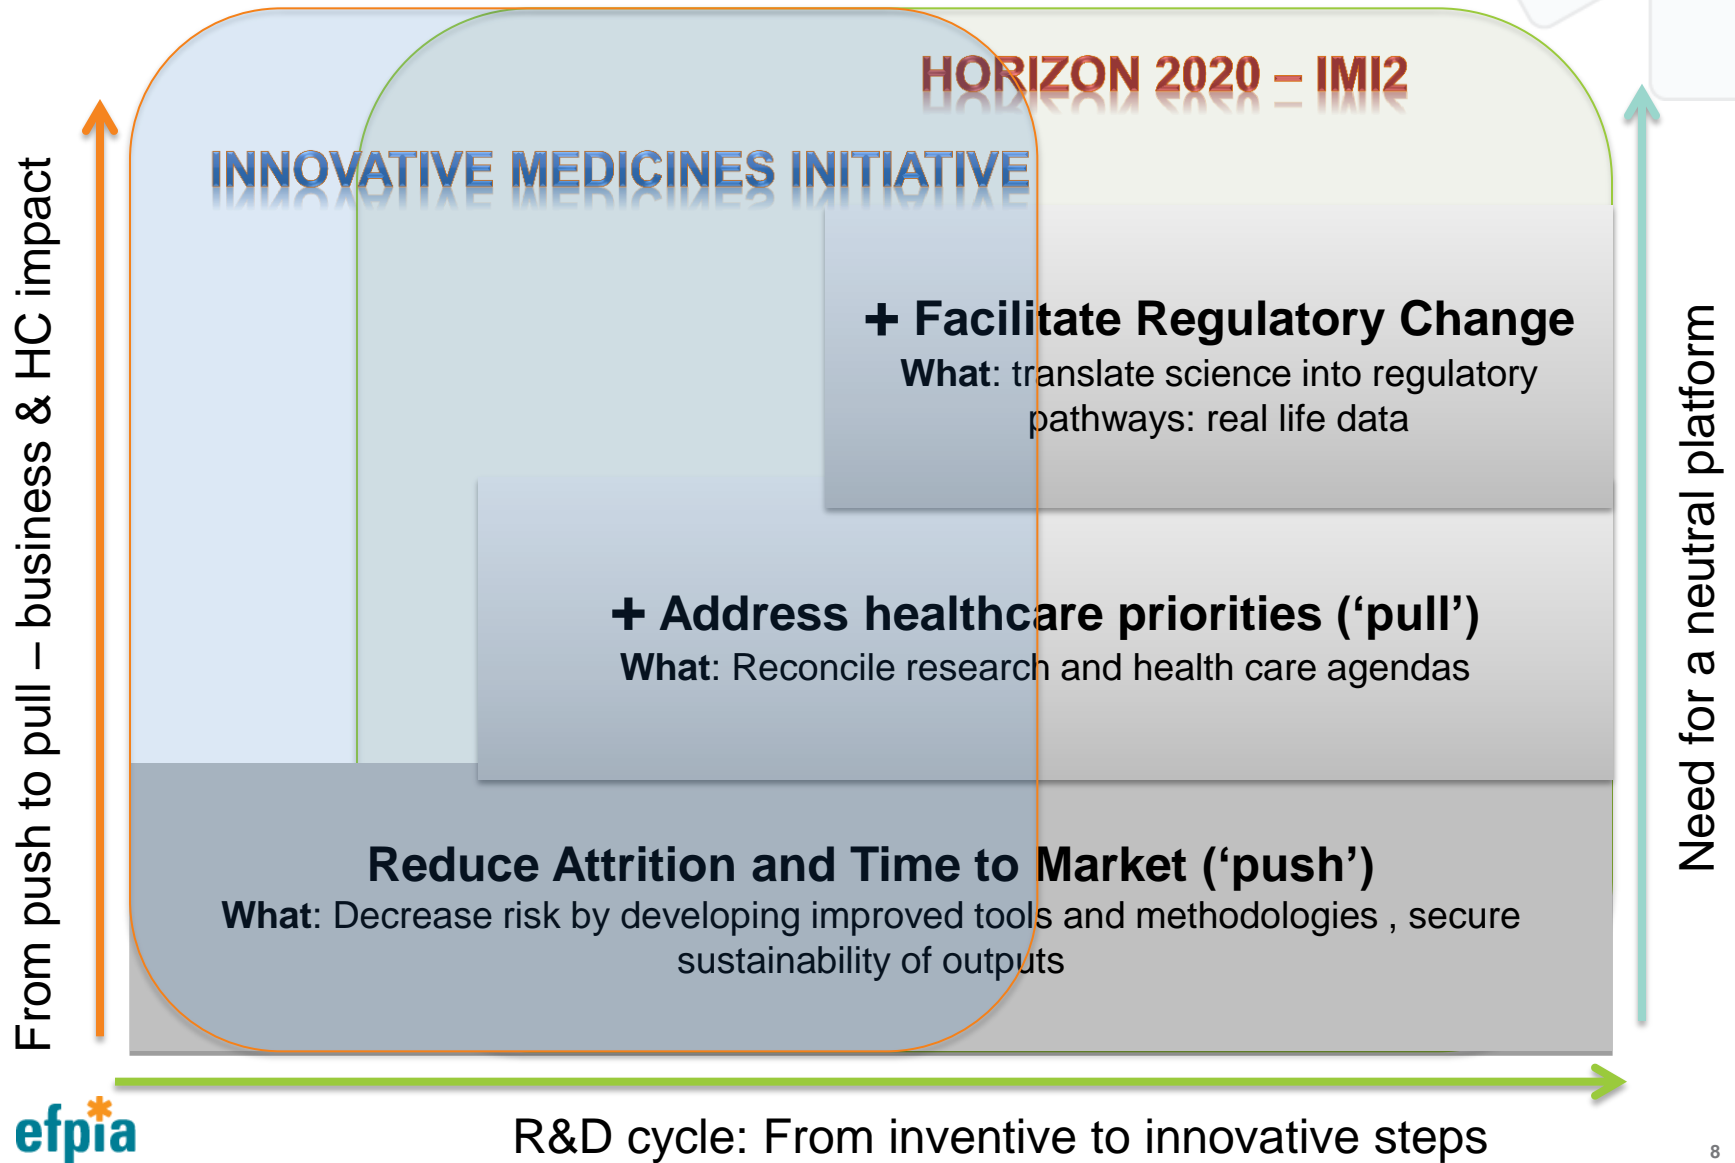 HORIZON 2020 – IMI2
INNOVATIVE MEDICINES INITIATIVE
From push to pull – business & HC impact
+ Facilitate Regulatory Change
What: translate science into regulatory
pathways: real life data
+ Address healthcare priorities (‘pull’)
What: Reconcile research and health care agendas
Reduce Attrition and Time to Market (‘push’)
What: Decrease risk by developing improved tools and methodologies , secure
sustainability of outputs
Need for a neutral platform
R&D cycle: From inventive to innovative steps
efpia
8